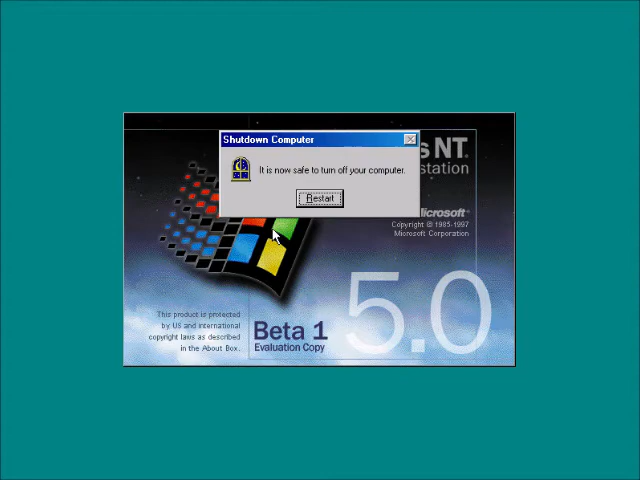 Shutdown Computer
It is now safe to turn off your computer.
Restart
s NT
station
Microsoft
Copyright © 1985-1997
Microsoft Corporation
5.0
This product is protected
by US and international
copyright laws as described
in the About Box.
Beta 1
Evaluation Copy